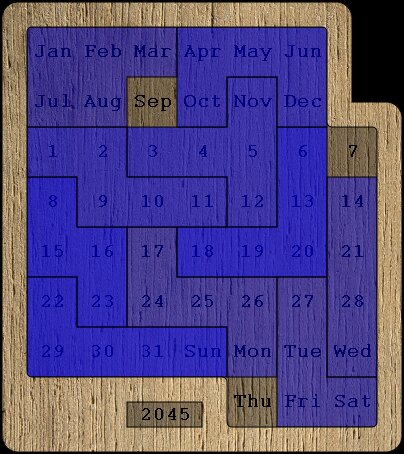 Jan Feb Mar Apr May Jun
Jul Aug Sep Oct Nov Dec
1 2 3 4 5 6 7
8 9 10 11 12 13 14
15 16 17 18 19 20 21
22 23 24 25 26 27 28
29 30 31 Sun Mon Tue Wed
Thu Fri Sat
2045